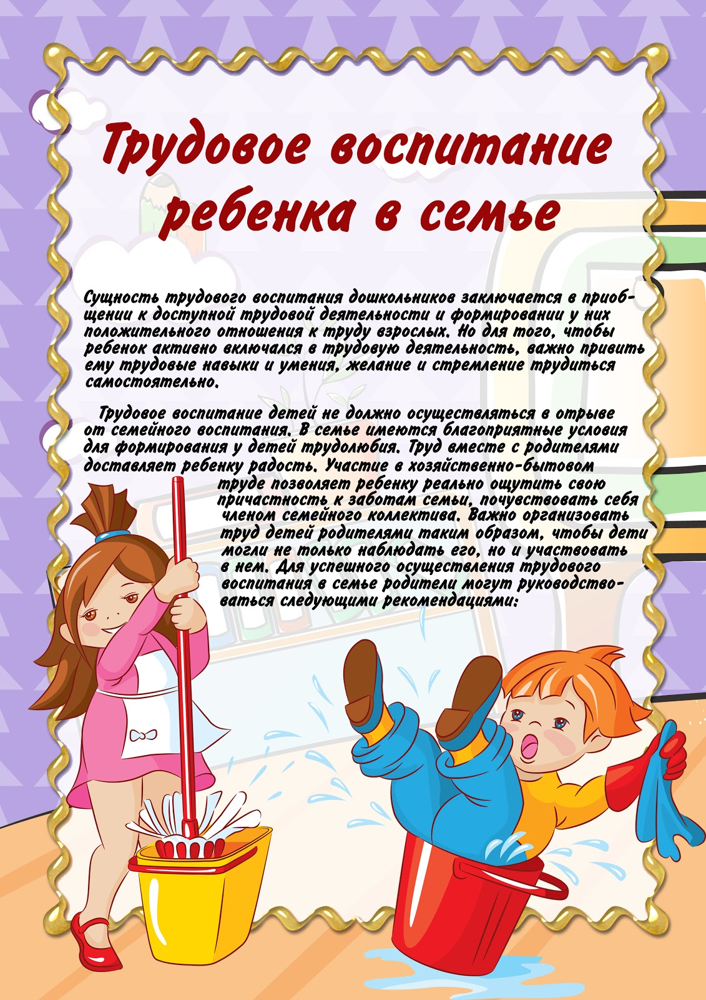 Трудовое воспитание
ребенка в семье
Сущность трудового воспитания дошкольников заключается в приоб-
щении к доступной трудовой деятельности и формировании у них
положительного отношения к труду взрослых. Но для того, чтобы
ребенок активно включался в трудовую деятельность, важно привить
ему трудовые навыки и умения, желание и стремление трудиться
самостоятельно.
Трудовое воспитание детей не должно осуществляться в отрыве
от семейного воспитания. В семье имеются благоприятные условия
для формирования у детей трудолюбия. Труд вместе с родителями
доставляет ребенку радость. Участие в хозяйственно-бытовом
труде позволяет ребенку реально ощутить свою
причастность к заботам семьи, почувствовать себя
членом семейного коллектива. Важно организовать
труд детей родителями таким образом, чтобы дети
могли не только наблюдать его, но и участвовать
в нем. Для успешного осуществления трудового
воспитания в семье родители могут руководство-
ваться следующими рекомендациями: